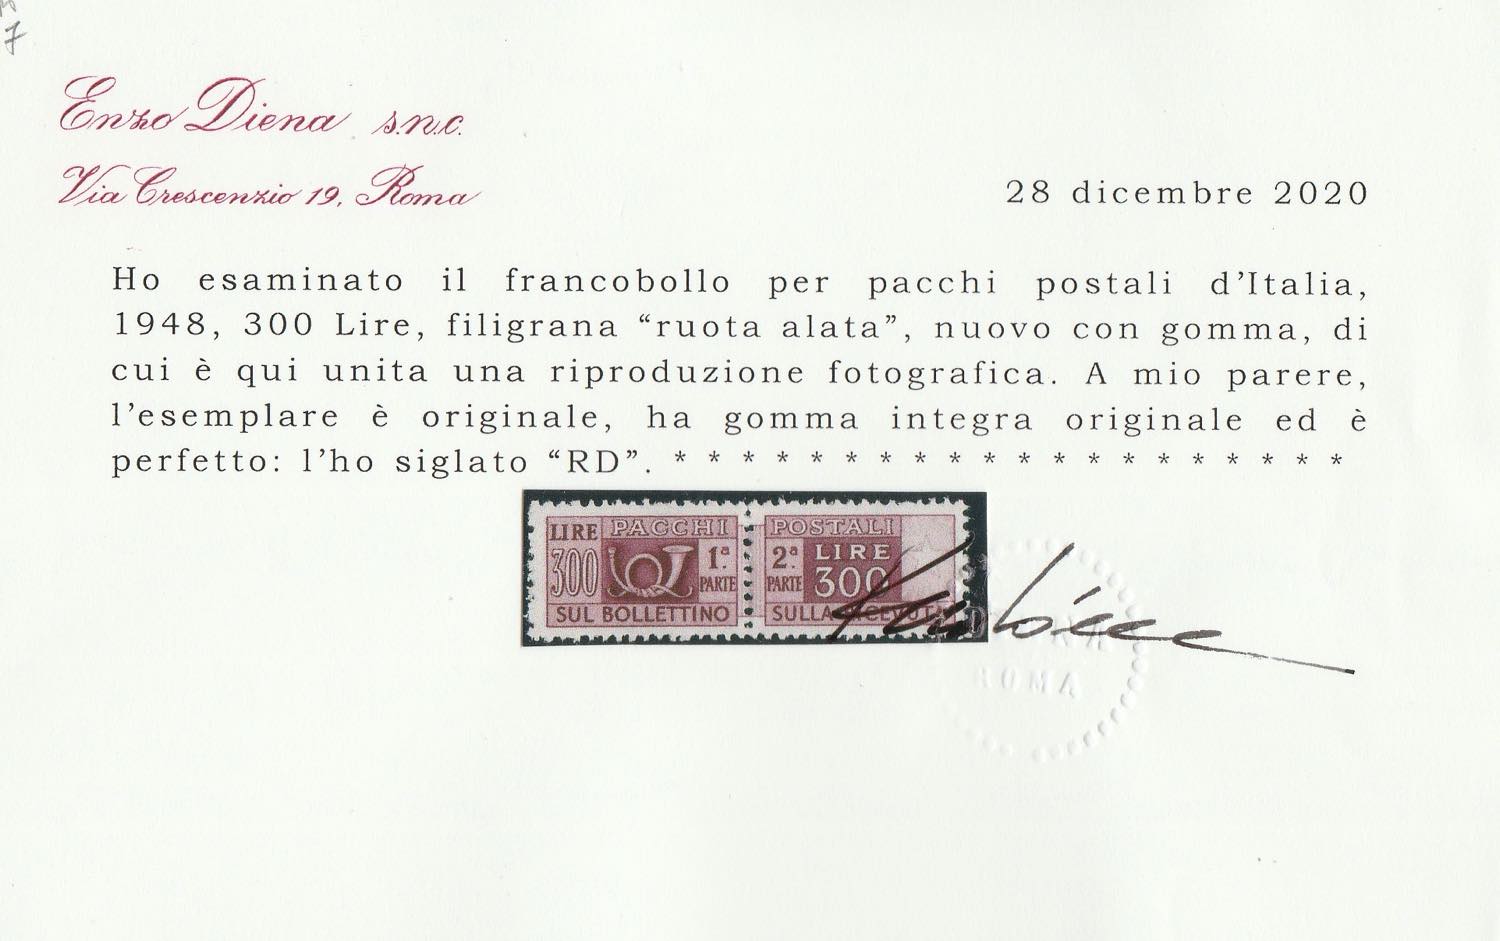 7
Enzo Diena s.n.c.
Via Crescenzio 19, Roma
28 dicembre 2020
Ho esaminato il francobollo per pacchi postali d'Italia,
1948, 300 Lire, filigrana “ruota alata”, nuovo con gomma, di
cui è qui unita una riproduzione fotografica. A mio parere,
l'esemplare è originale, ha gomma integra originale ed è
perfetto: l'ho siglato “RD”. * * * * * * * * * * * * * * * * * * * *
LIRE PACCHI
300 1ª PARTE
SUL BOLLETTINO
POSTALI
2ª PARTE LIRE 300
SULLA RICEVUTA
ROMA